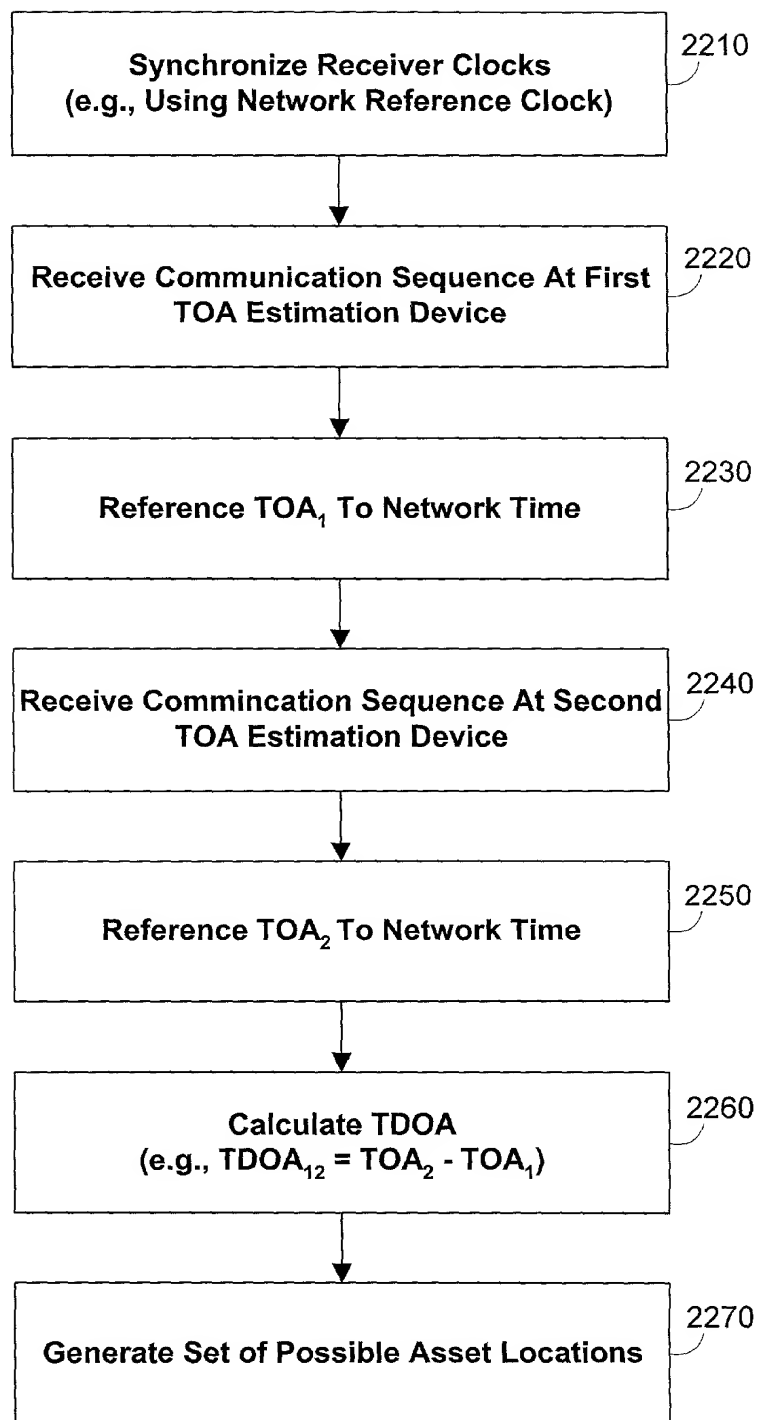 Synchronize Receiver Clocks
(e.g., Using Network Reference Clock)
2210
Receive Communication Sequence At First
TOA Estimation Device
2220
Reference TOA₁ To Network Time
2230
Receive Commincation Sequence At Second
TOA Estimation Device
2240
Reference TOA₂ To Network Time
2250
Calculate TDOA
(e.g., TDOA₁₂ = TOA₂ - TOA₁)
2260
Generate Set of Possible Asset Locations
2270